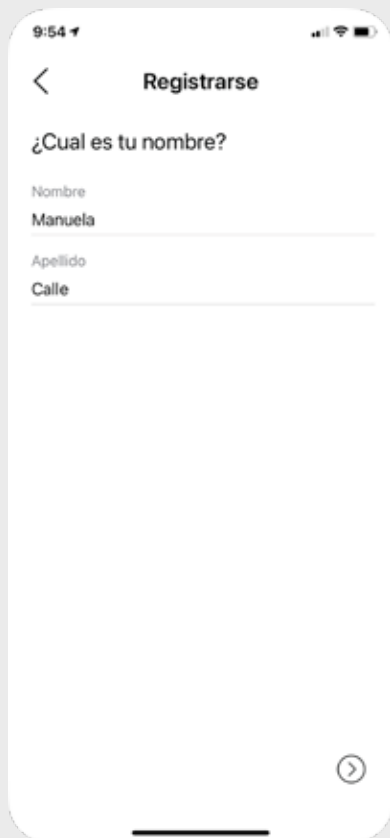 9:54
Registrarse
¿Cual es tu nombre?
Nombre
Manuela
Apellido
Calle